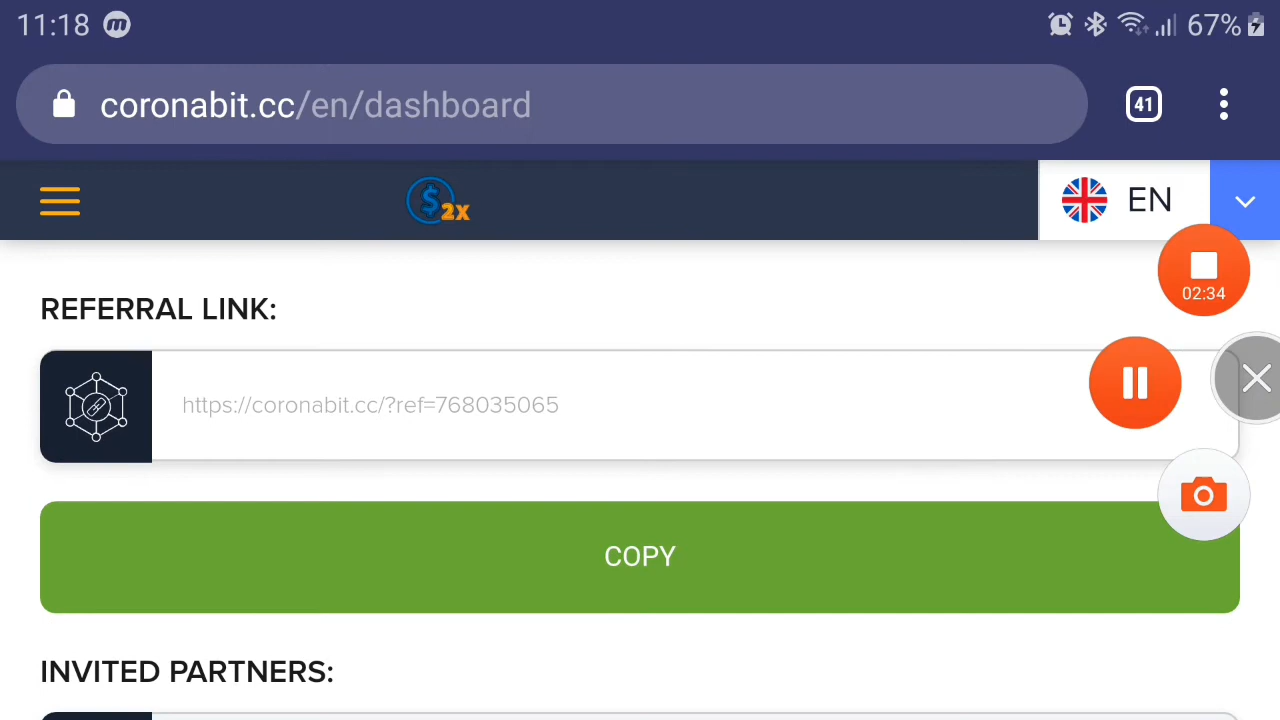 11:18
67%
coronabit.cc/en/dashboard
41
$2x
EN
02:34
REFERRAL LINK:
https://coronabit.cc/?ref=768035065
COPY
INVITED PARTNERS: